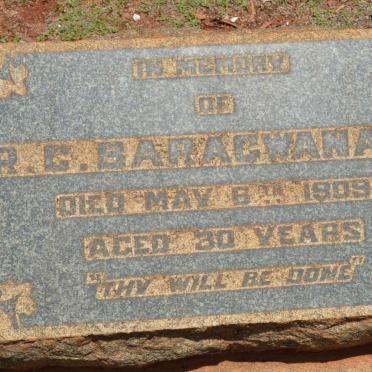 IN MEMORY
OF
R. G. BARAGWANA
DIED MAY 6TH 1909
AGED 30 YEARS
"THY WILL BE DONE"